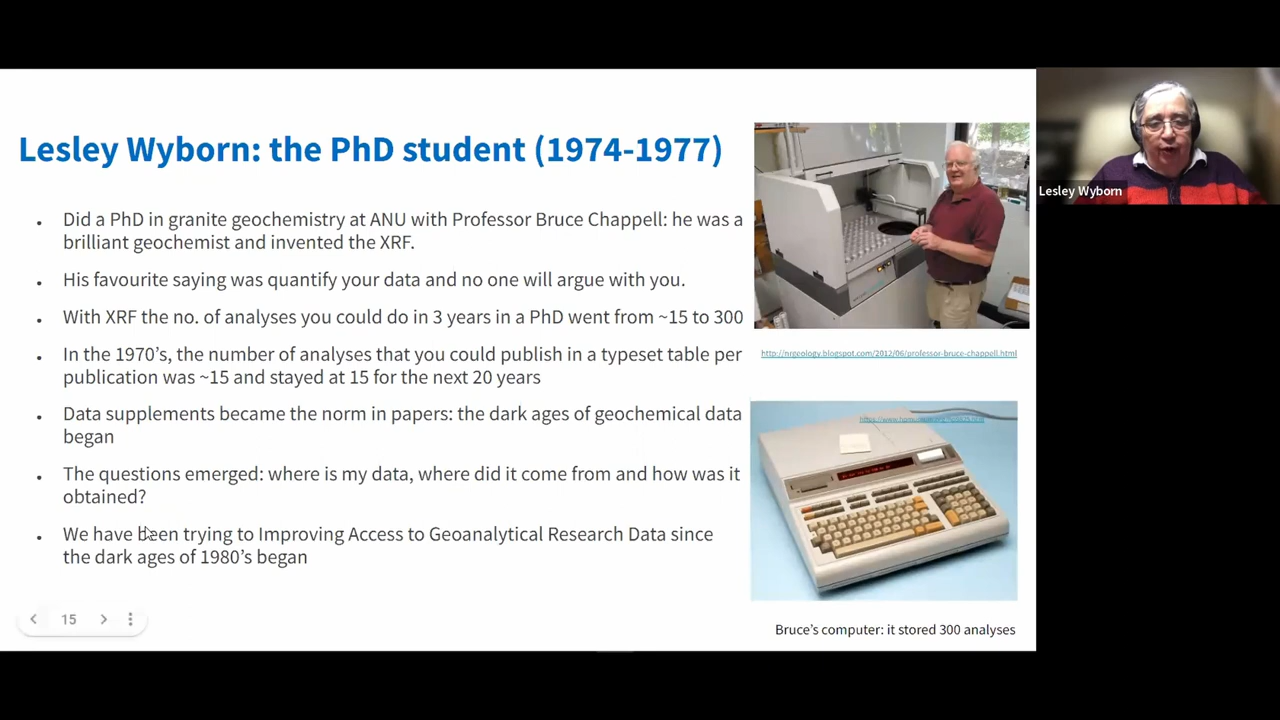 Lesley Wyborn: the PhD student (1974-1977)
Did a PhD in granite geochemistry at ANU with Professor Bruce Chappell: he was a
brilliant geochemist and invented the XRF.
His favourite saying was quantify your data and no one will argue with you.
With XRF the no. of analyses you could do in 3 years in a PhD went from ~15 to 300
In the 1970's, the number of analyses that you could publish in a typeset table per
publication was ~15 and stayed at 15 for the next 20 years
Data supplements became the norm in papers: the dark ages of geochemical data
began
The questions emerged: where is my data, where did it come from and how was it
obtained?
We have been trying to Improving Access to Geoanalytical Research Data since
the dark ages of 1980's began
15
http://nrgeology.blogspot.com/2012/06/professor-bruce-chappell.html
Bruce's computer: it stored 300 analyses
Lesley Wyborn